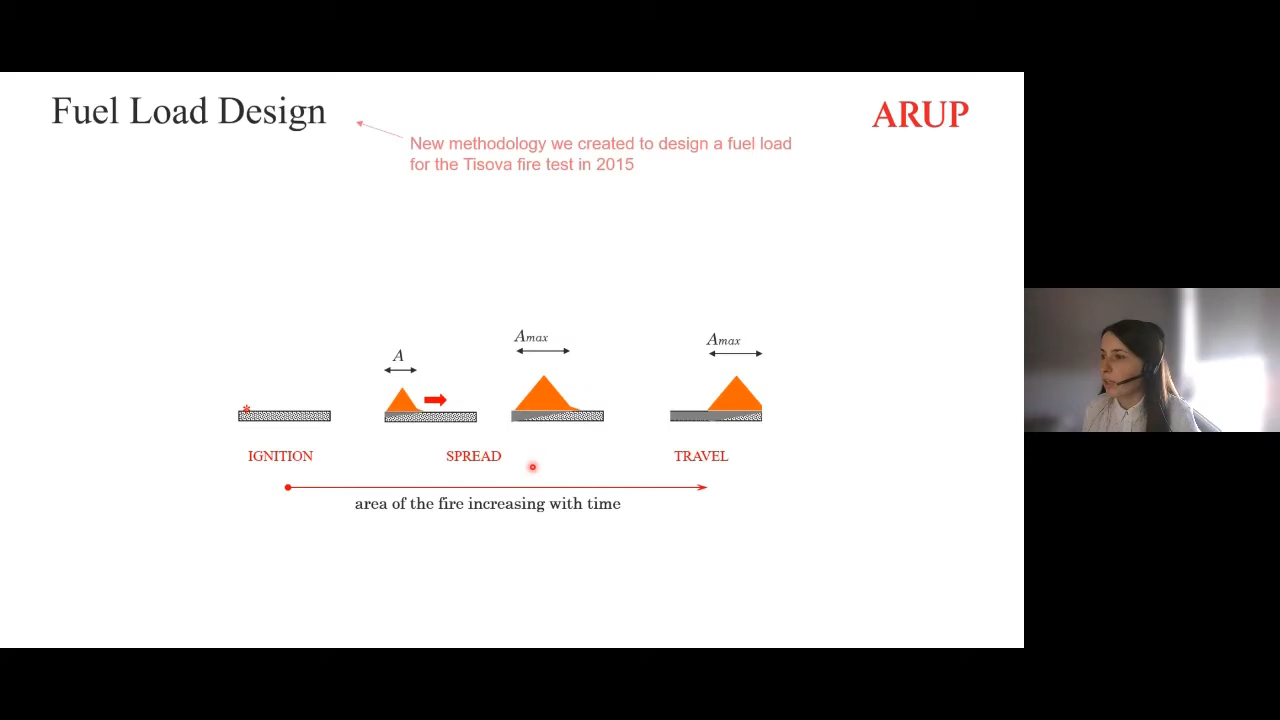 Fuel Load Design
ARUP
New methodology we created to design a fuel load
for the Tisova fire test in 2015
A
Amax
Amax
*
IGNITION
SPREAD
TRAVEL
area of the fire increasing with time